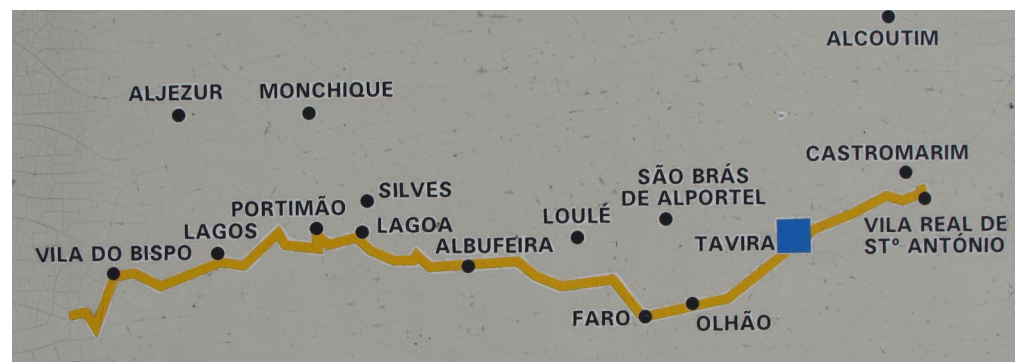 ALCOUTIM
ALJEZUR
MONCHIQUE
CASTROMARIM
SÃO BRÁS
DE ALPORTEL
SILVES
PORTIMÃO
LOULÉ
LAGOS
LAGOA
VILA REAL DE
STº ANTÓNIO
VILA DO BISPO
ALBUFEIRA
TAVIRA
FARO
OLHÃO